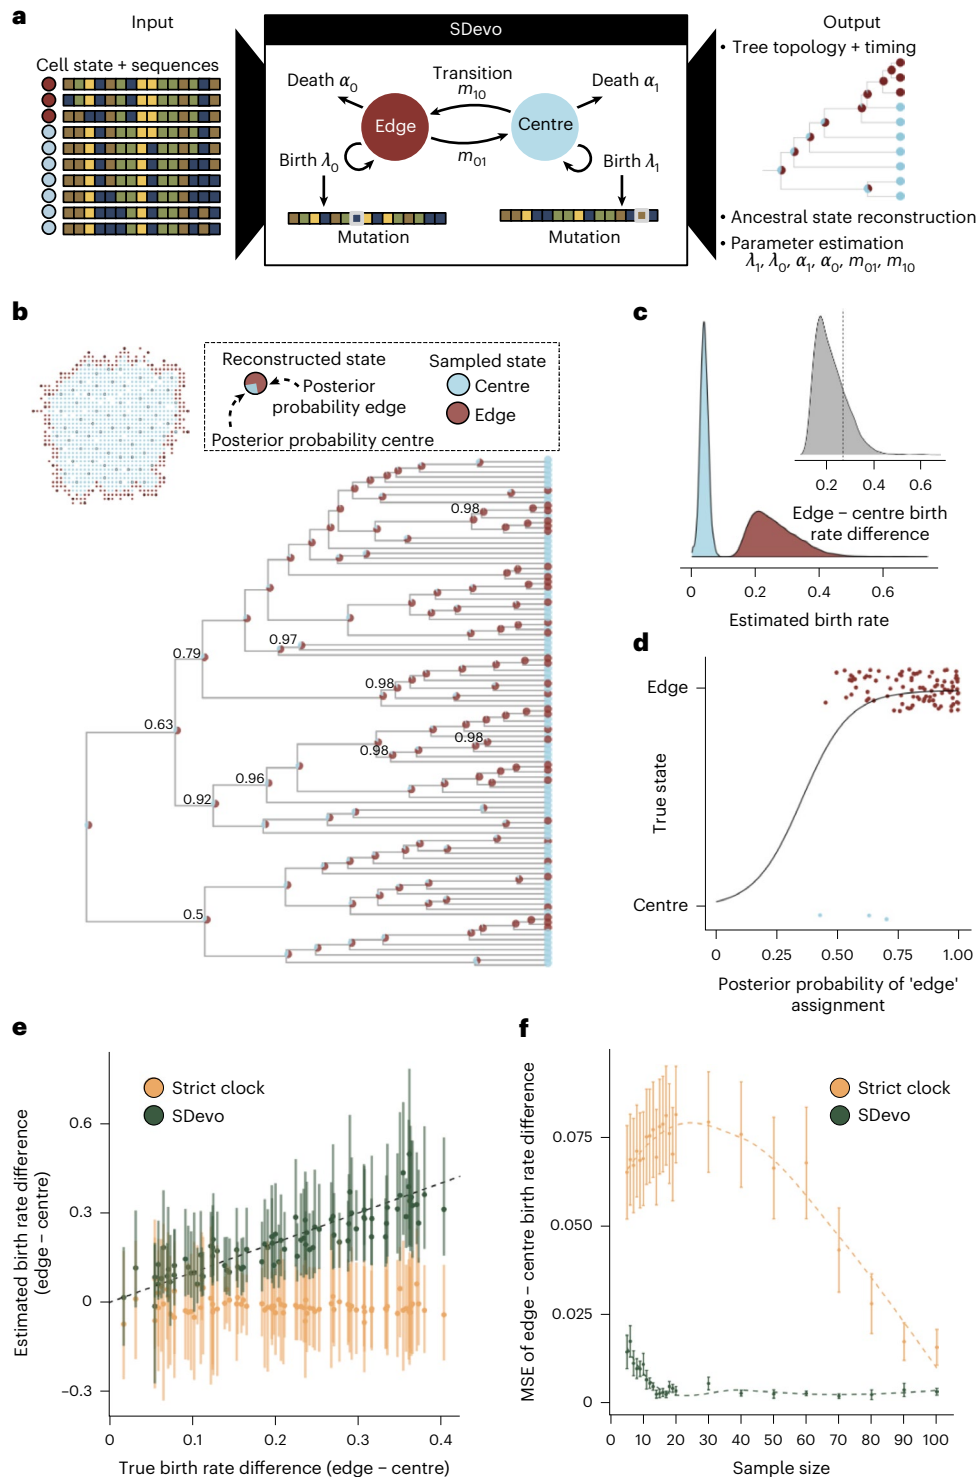 a
Input
SDevo
Output
Cell state + sequences
Death α0
Transition
m10
Death α1
Edge
Centre
m01
Birth λ0
Birth λ1
Mutation
Mutation
• Tree topology + timing
• Ancestral state reconstruction
• Parameter estimation
λ1, λ0, α1, α0, m01, m10
b
Reconstructed state
Posterior
probability edge
Posterior probability centre
Sampled state
Centre
Edge
0.98
0.97
0.79
0.98
0.63
0.98
0.98
0.96
0.92
0.5
c
0.2
0.4
0.6
Edge – centre birth
rate difference
0
0.2
0.4
0.6
Estimated birth rate
d
Edge
True state
Centre
0
0.25
0.50
0.75
1.00
Posterior probability of 'edge'
assignment
e
Strict clock
SDevo
Estimated birth rate difference
(edge – centre)
0.6
0.3
0
–0.3
0
0.1
0.2
0.3
0.4
True birth rate difference (edge – centre)
f
Strict clock
SDevo
MSE of edge – centre birth rate difference
0.075
0.050
0.025
0
0
10
20
30
40
50
60
70
80
90
100
Sample size